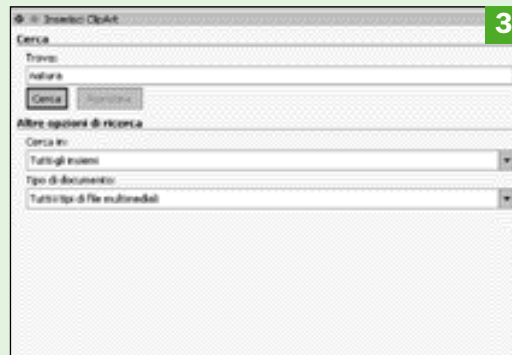 Inserisci ClipArt
3
Cerca
Trova:
natura
Cerca Ripristina
Altre opzioni di ricerca
Cerca in:
Tutti gli insiemi
Tipo di documento:
Tutti i tipi di file multimediali